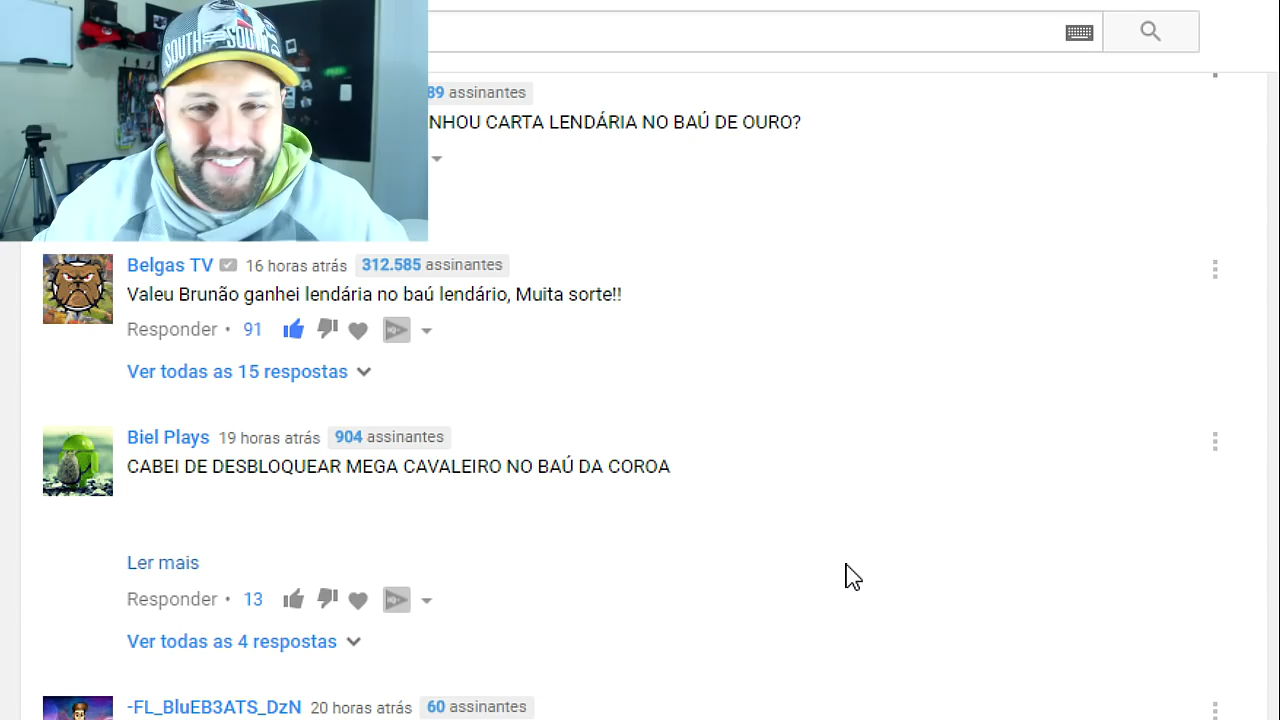 SOUTH SOUTH
89 assinantes
NHOU CARTA LENDÁRIA NO BAÚ DE OURO?
Belgas TV 16 horas atrás 312.585 assinantes
Valeu Brunão ganhei lendária no baú lendário, Muita sorte!!
Responder • 91
Ver todas as 15 respostas
Biel Plays 19 horas atrás 904 assinantes
CABEI DE DESBLOQUEAR MEGA CAVALEIRO NO BAÚ DA COROA
Ler mais
Responder • 13
Ver todas as 4 respostas
-FL_BluEB3ATS_DzN 20 horas atrás 60 assinantes